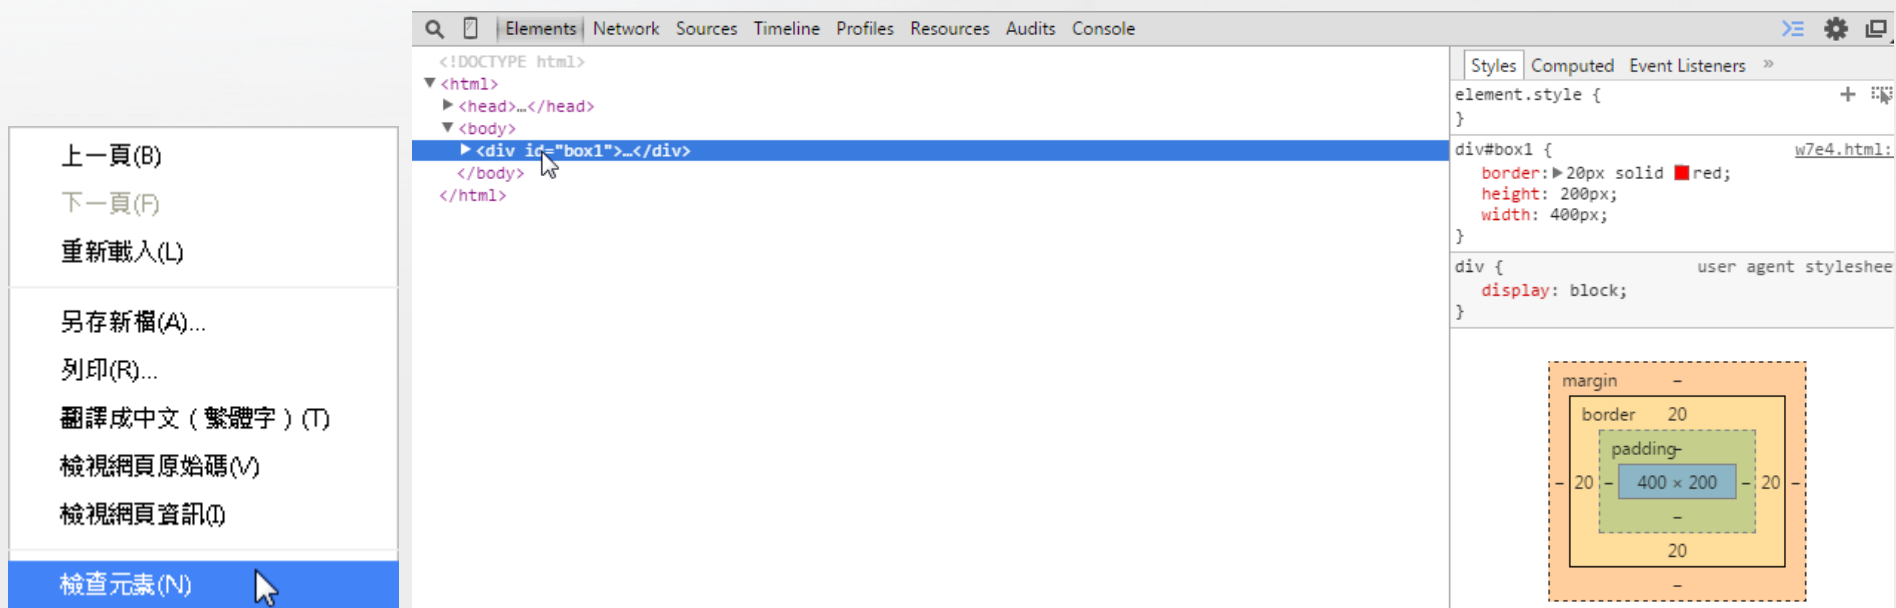 上一頁(B)
下一頁(F)
重新載入(L)
另存新檔(A)...
列印(R)...
翻譯成中文（繁體字）(T)
檢視網頁原始碼(V)
檢視網頁資訊(I)
檢查元素(N)
Elements Network Sources Timeline Profiles Resources Audits Console
<!DOCTYPE html>
▼<html>
▶<head>…</head>
▼<body>
▶<div id="box1">…</div>
</body>
</html>
Styles Computed Event Listeners »
element.style {
}
div#box1 { w7e4.html:
border:▶20px solid red;
height: 200px;
width: 400px;
}
div { user agent styleshee
display: block;
}
margin –
border 20
padding –
– 20 – 400 × 200 – 20 –
–
20
–